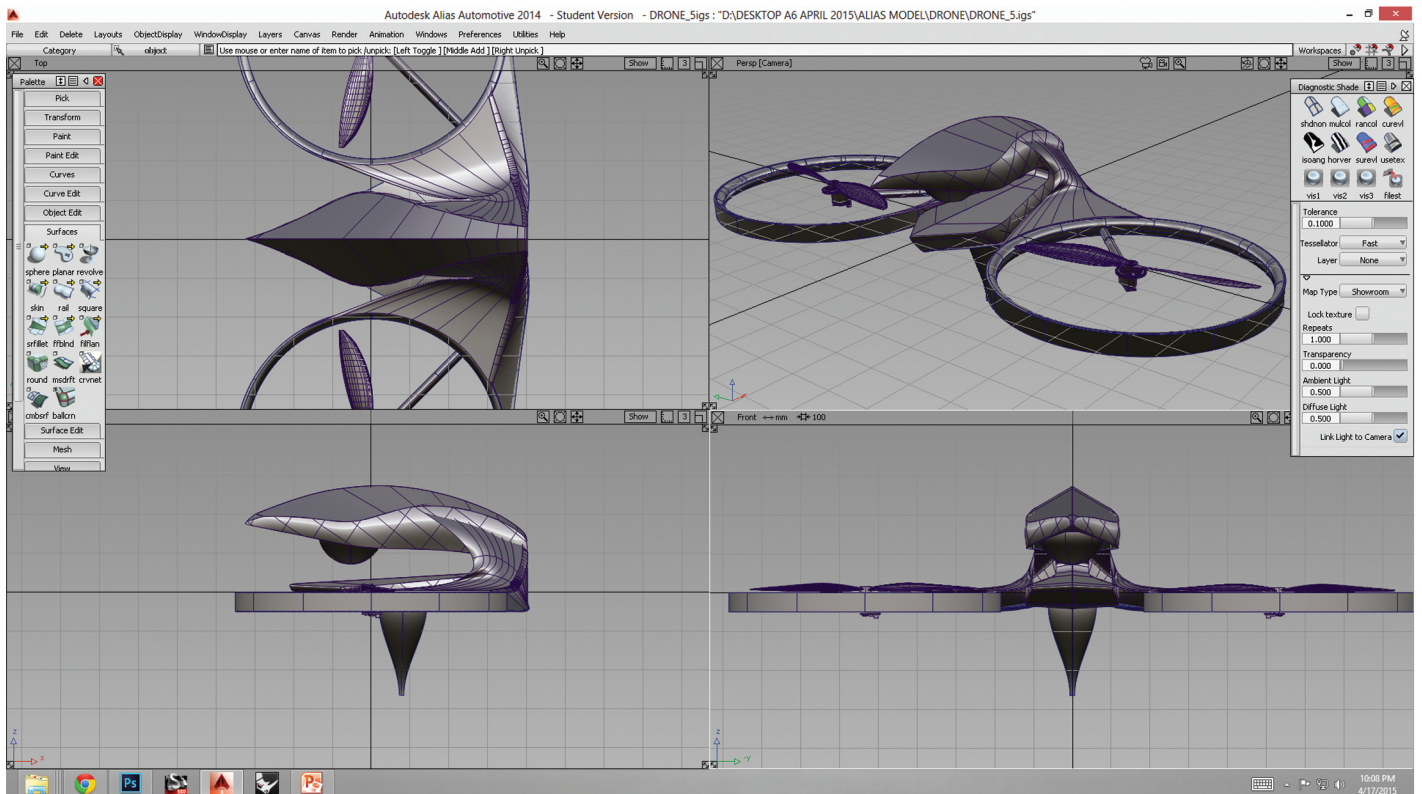 Autodesk Alias Automotive 2014 - Student Version - DRONE_5igs : "D:\DESKTOP A6 APRIL 2015\ALIAS MODEL\DRONE\DRONE_5.igs"
File Edit Delete Layouts ObjectDisplay WindowDisplay Layers Canvas Render Animation Windows Preferences Utilities Help
Category object Use mouse or enter name of item to pick /unpick: [Left Toggle ] [Middle Add ] [Right Unpick ] Workspaces
Top Show 3
Persp [Camera] Show 3
Palette
Pick
Transform
Paint
Paint Edit
Curves
Curve Edit
Object Edit
Surfaces
sphere planar revolve
skin rail square
srfillet ffblnd filflan
round msdrft crvnet
cmbsrf ballcrn
Surface Edit
Mesh
View
Diagnostic Shade
shdnon mulcol rancol curevl
isoang horver surevl usetex
vis1 vis2 vis3 filest
Tolerance
0.1000
Tessellator Fast
Layer None
Map Type Showroom
Lock texture
Repeats
1.000
Transparency
0.000
Ambient Light
0.500
Diffuse Light
0.500
Link Light to Camera
Show 3
Front mm 100
z
x
z
-y
Ps
10:08 PM
4/17/2015